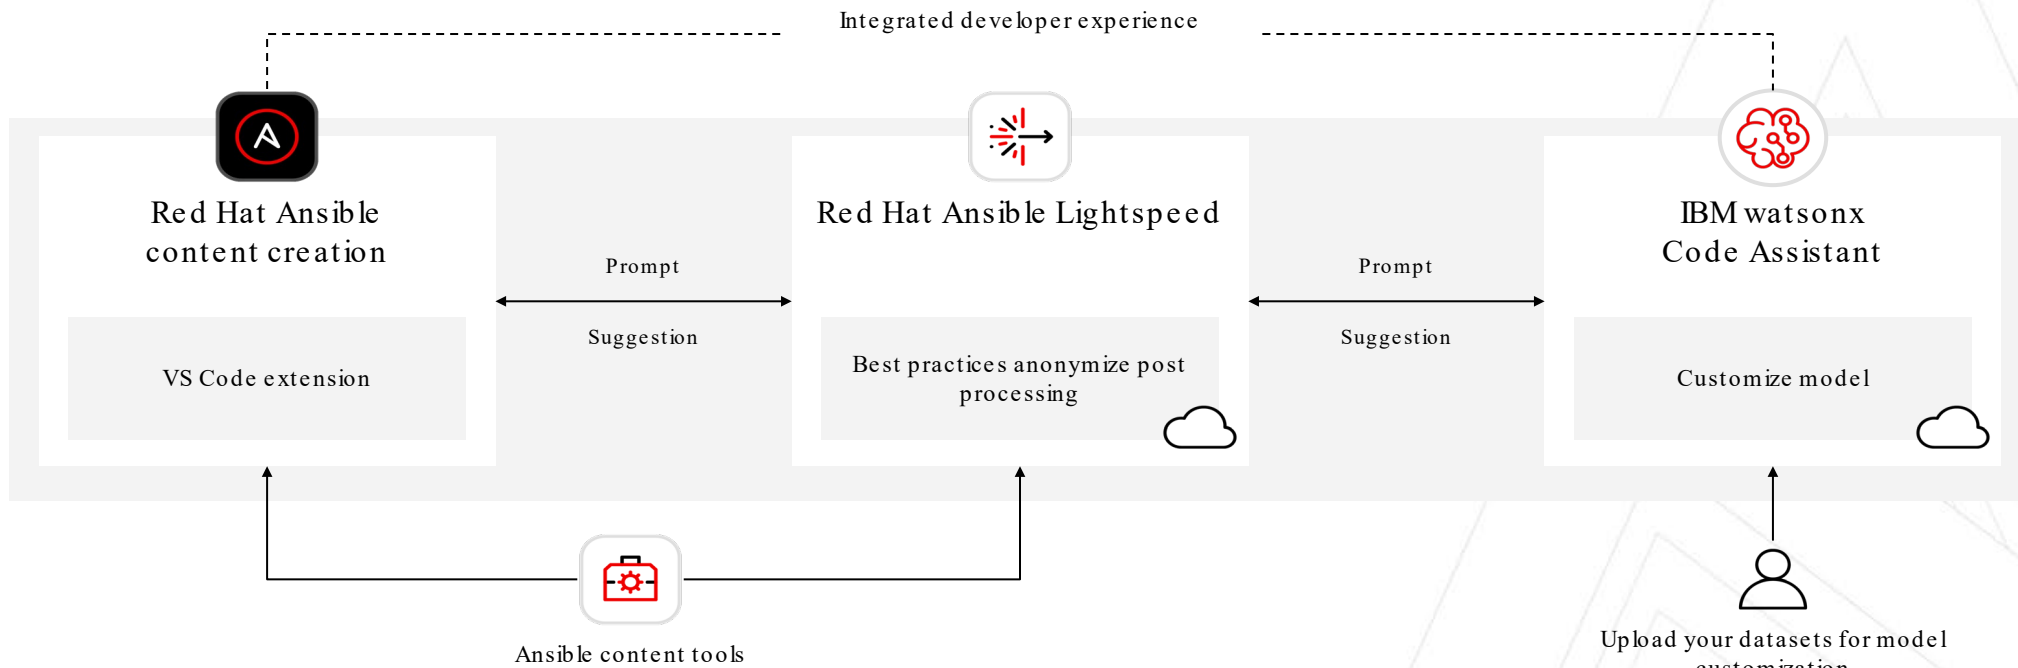 Integrated developer experience
Red Hat Ansible
content creation
VS Code extension
Prompt
Suggestion
Red Hat Ansible Lightspeed
Best practices anonymize post
processing
Prompt
Suggestion
IBM watsonx
Code Assistant
Customize model
Ansible content tools
Upload your datasets for model
customization